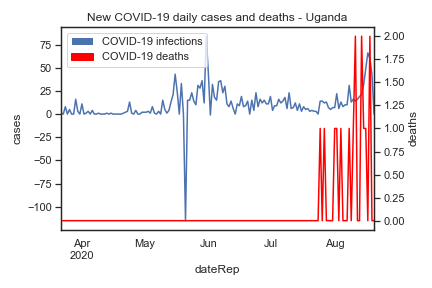 New COVID-19 daily cases and deaths - Uganda
COVID-19 infections
COVID-19 deaths
75
50
25
0
−25
−50
−75
−100
cases
2.00
1.75
1.50
1.25
1.00
0.75
0.50
0.25
0.00
deaths
Apr
2020
May
Jun
Jul
Aug
dateRep